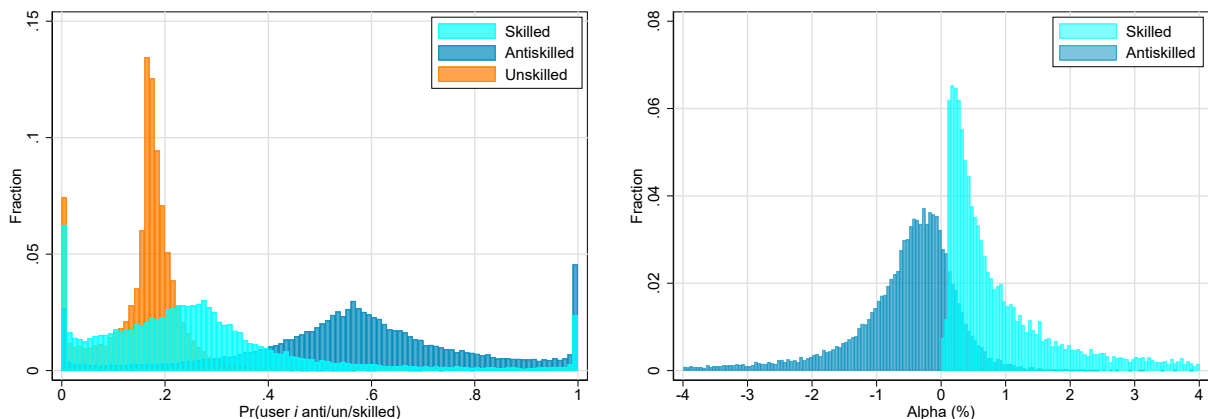 .15
.1
.05
0
Fraction
Skilled
Antiskilled
Unskilled
0 .2 .4 .6 .8 1
Pr(user i anti/un/skilled)
.08
.06
.04
.02
0
Fraction
Skilled
Antiskilled
-4 -3 -2 -1 0 1 2 3 4
Alpha (%)